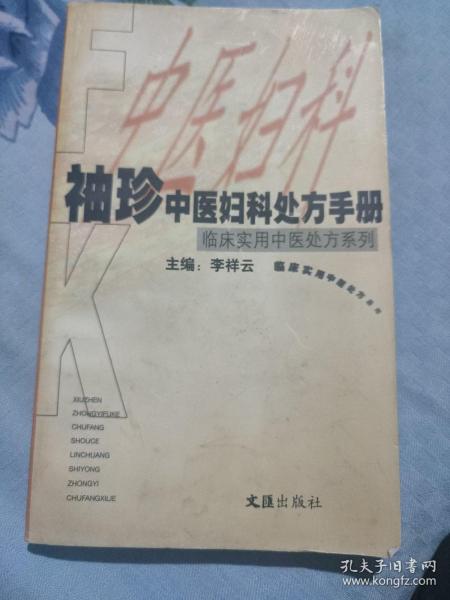 FK
中医妇科
袖珍中医妇科处方手册
临床实用中医处方系列
主编：李祥云
临床实用中医处方系列
XIUZHEN
ZHONGYIFUKE
CHUFANG
SHOUCE
LINCHUANG
SHIYONG
ZHONGYI
CHUFANGXILIE
文匯出版社
孔夫子旧书网
www.kongfz.com